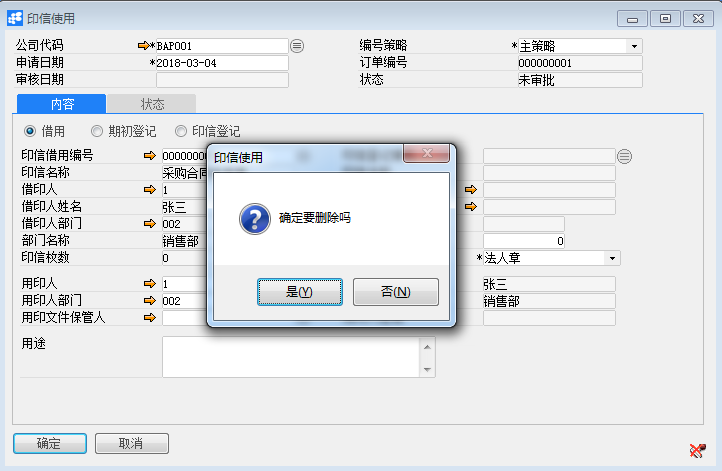 印信使用
公司代码 *BAP001 编号策略 *主策略
申请日期 *2018-03-04 订单编号 000000001
审核日期 状态 未审批
内容 状态
借用 期初登记 印信登记
印信借用编号 0000000
印信名称 采购合同
借印人 1
借印人姓名 张三
借印人部门 002
部门名称 销售部 0
印信枚数 0 *法人章
用印人 1 张三
用印人部门 002 销售部
用印文件保管人
用途
印信使用
确定要删除吗
是(Y) 否(N)
确定 取消